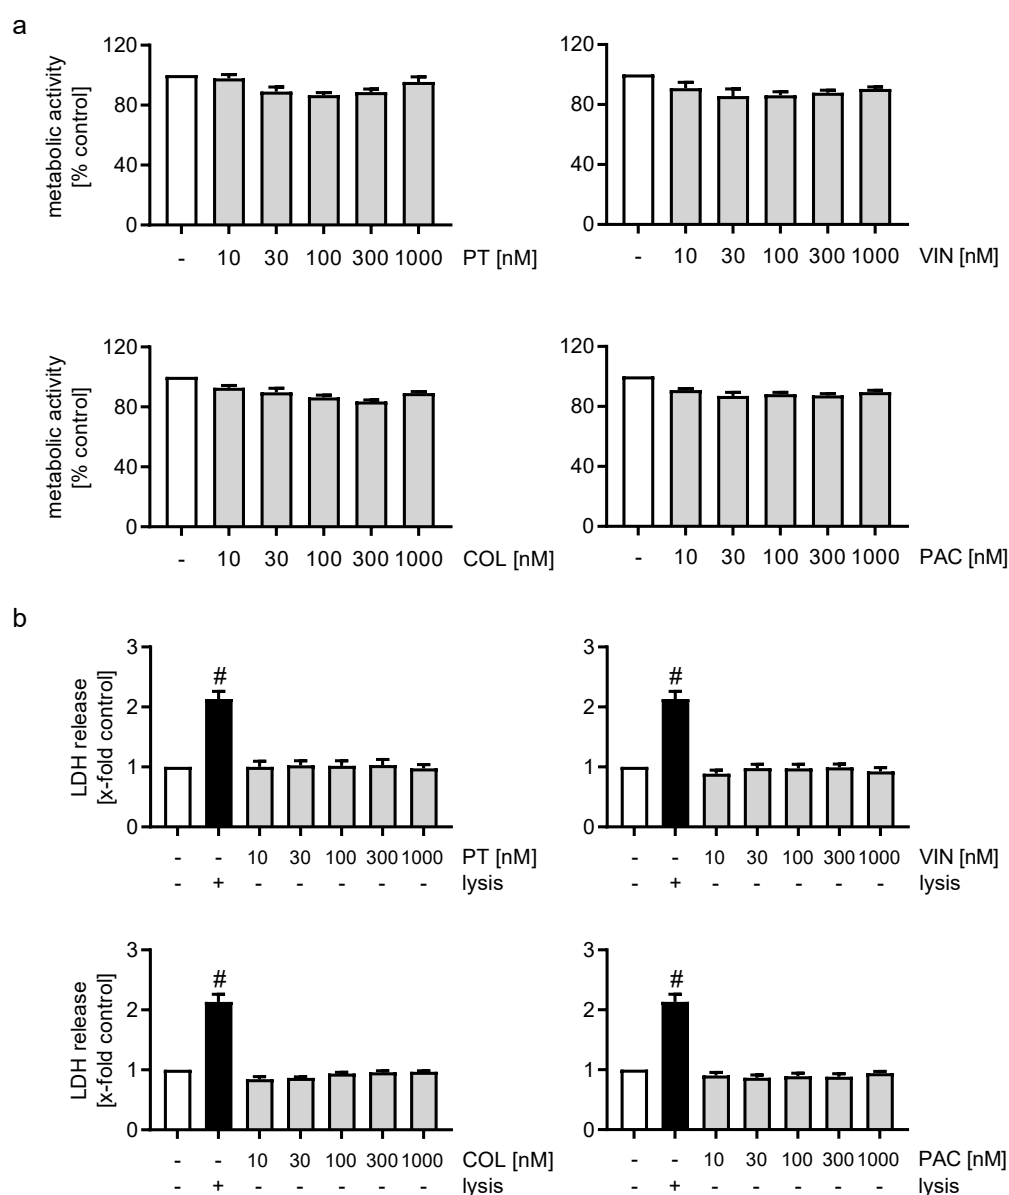 a
120
80
40
0
metabolic activity
[% control]
- 10 30 100 300 1000 PT [nM]
120
80
40
0
- 10 30 100 300 1000 VIN [nM]
120
80
40
0
metabolic activity
[% control]
- 10 30 100 300 1000 COL [nM]
120
80
40
0
- 10 30 100 300 1000 PAC [nM]
b
3
2
1
0
LDH release
[x-fold control]
#
- - 10 30 100 300 1000 PT [nM]
- + - - - - - lysis
3
2
1
0
#
- - 10 30 100 300 1000 VIN [nM]
- + - - - - - lysis
3
2
1
0
LDH release
[x-fold control]
#
- - 10 30 100 300 1000 COL [nM]
- + - - - - - lysis
3
2
1
0
#
- - 10 30 100 300 1000 PAC [nM]
- + - - - - - lysis